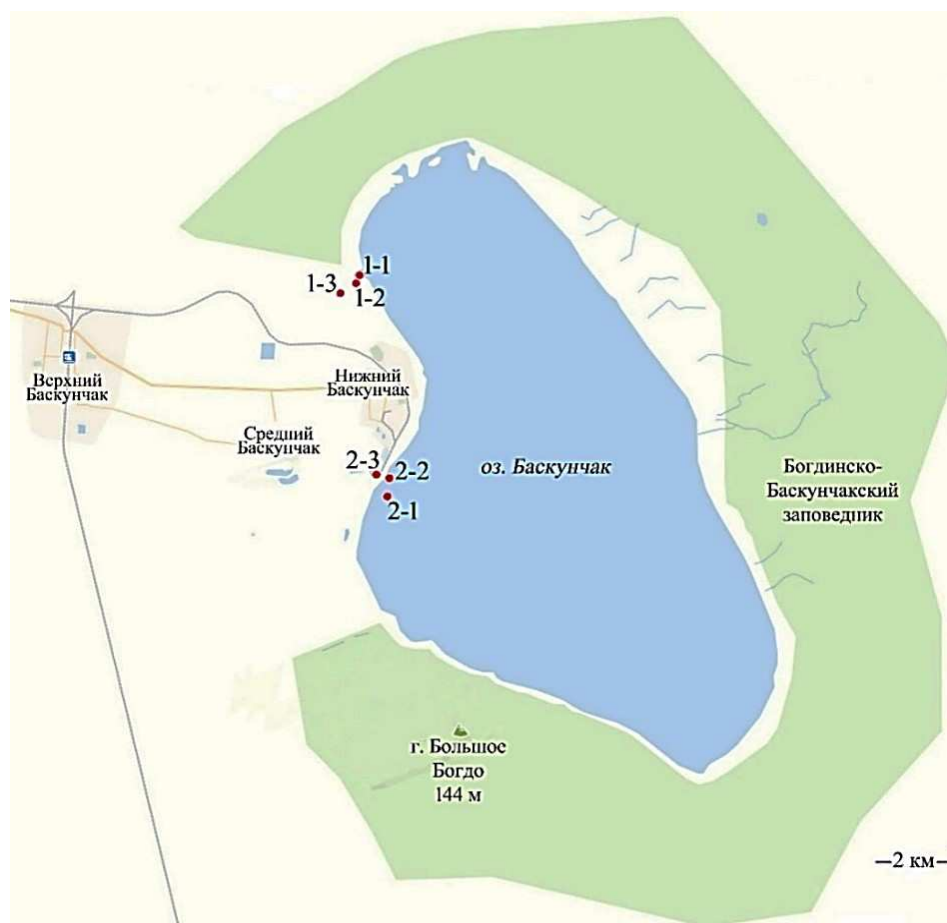 1-1
1-3
1-2
Верхний
Баскунчак
Нижний
Баскунчак
Средний
Баскунчак
2-3
2-2
2-1
оз. Баскунчак
Богдинско-
Баскунчакский
заповедник
г. Большое
Богдо
144 м
2 км